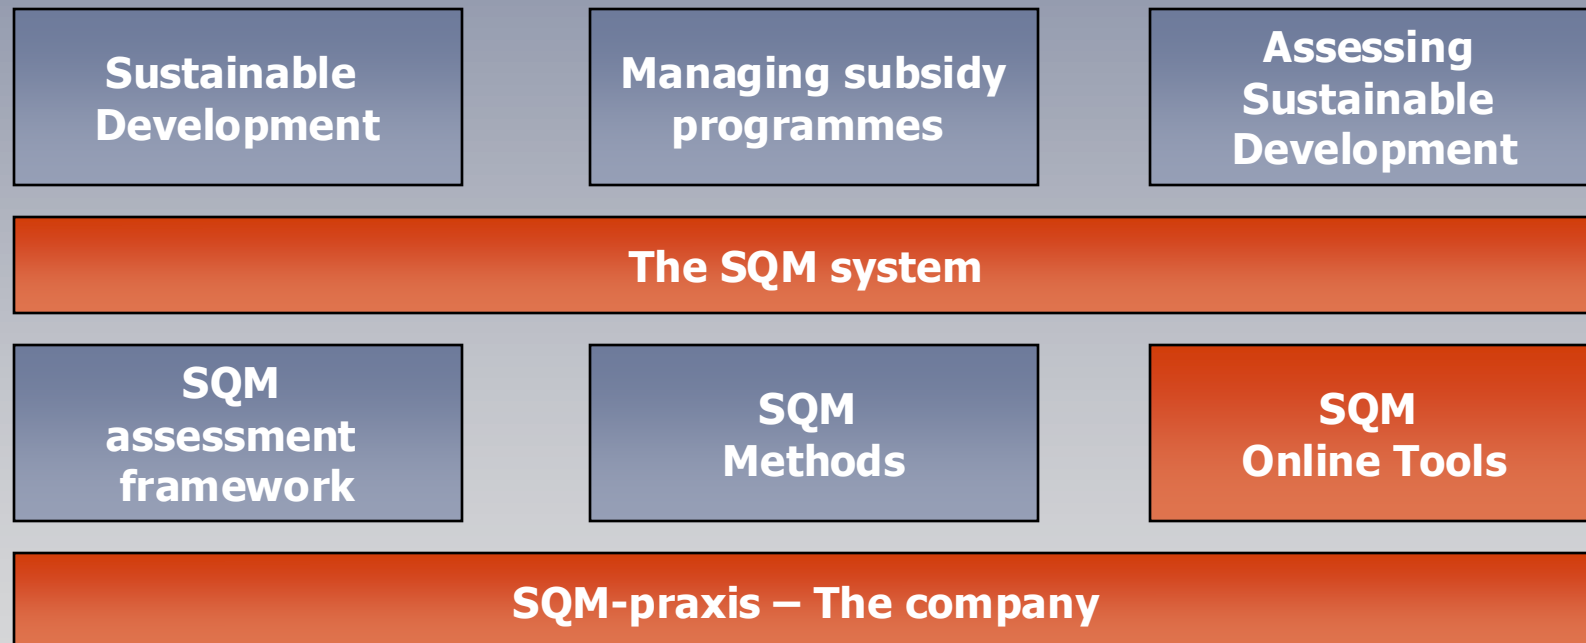 Sustainable
Development
Managing subsidy
programmes
Assessing
Sustainable
Development
The SQM system
SQM
assessment
framework
SQM
Methods
SQM
Online Tools
SQM-praxis – The company